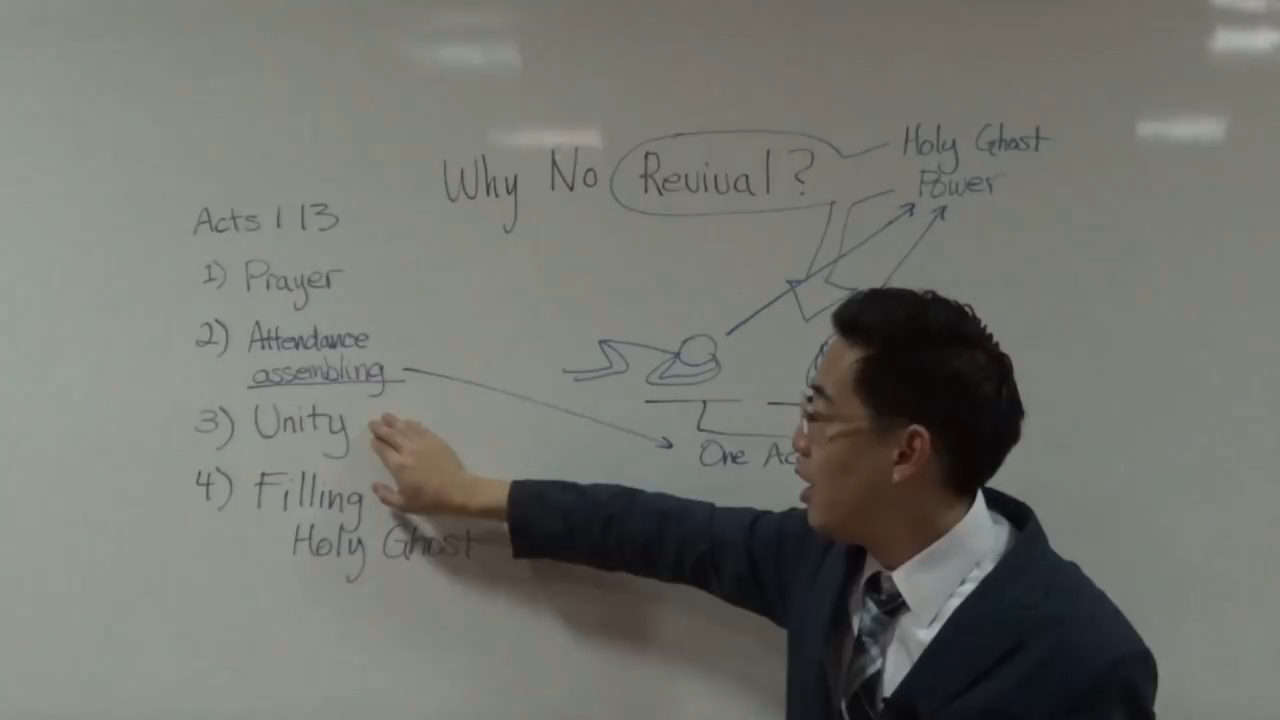 Why No Revival?
Holy Ghost
Power
Acts 1 13
1) Prayer
2) Attendance
assembling
3) Unity
4) Filling
Holy Ghost
One